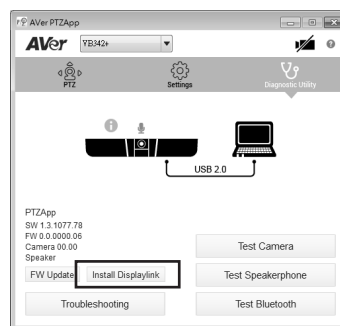 AVer PTZApp
AVer YB342+
PTZ Settings Diagnostic Utility
USB 2.0
PTZApp
SW 1.3.1077.78
FW 0.0.0000.06
Camera 00.00
Speaker
FW Update Install Displaylink
Test Camera
Test Speakerphone
Troubleshooting Test Bluetooth